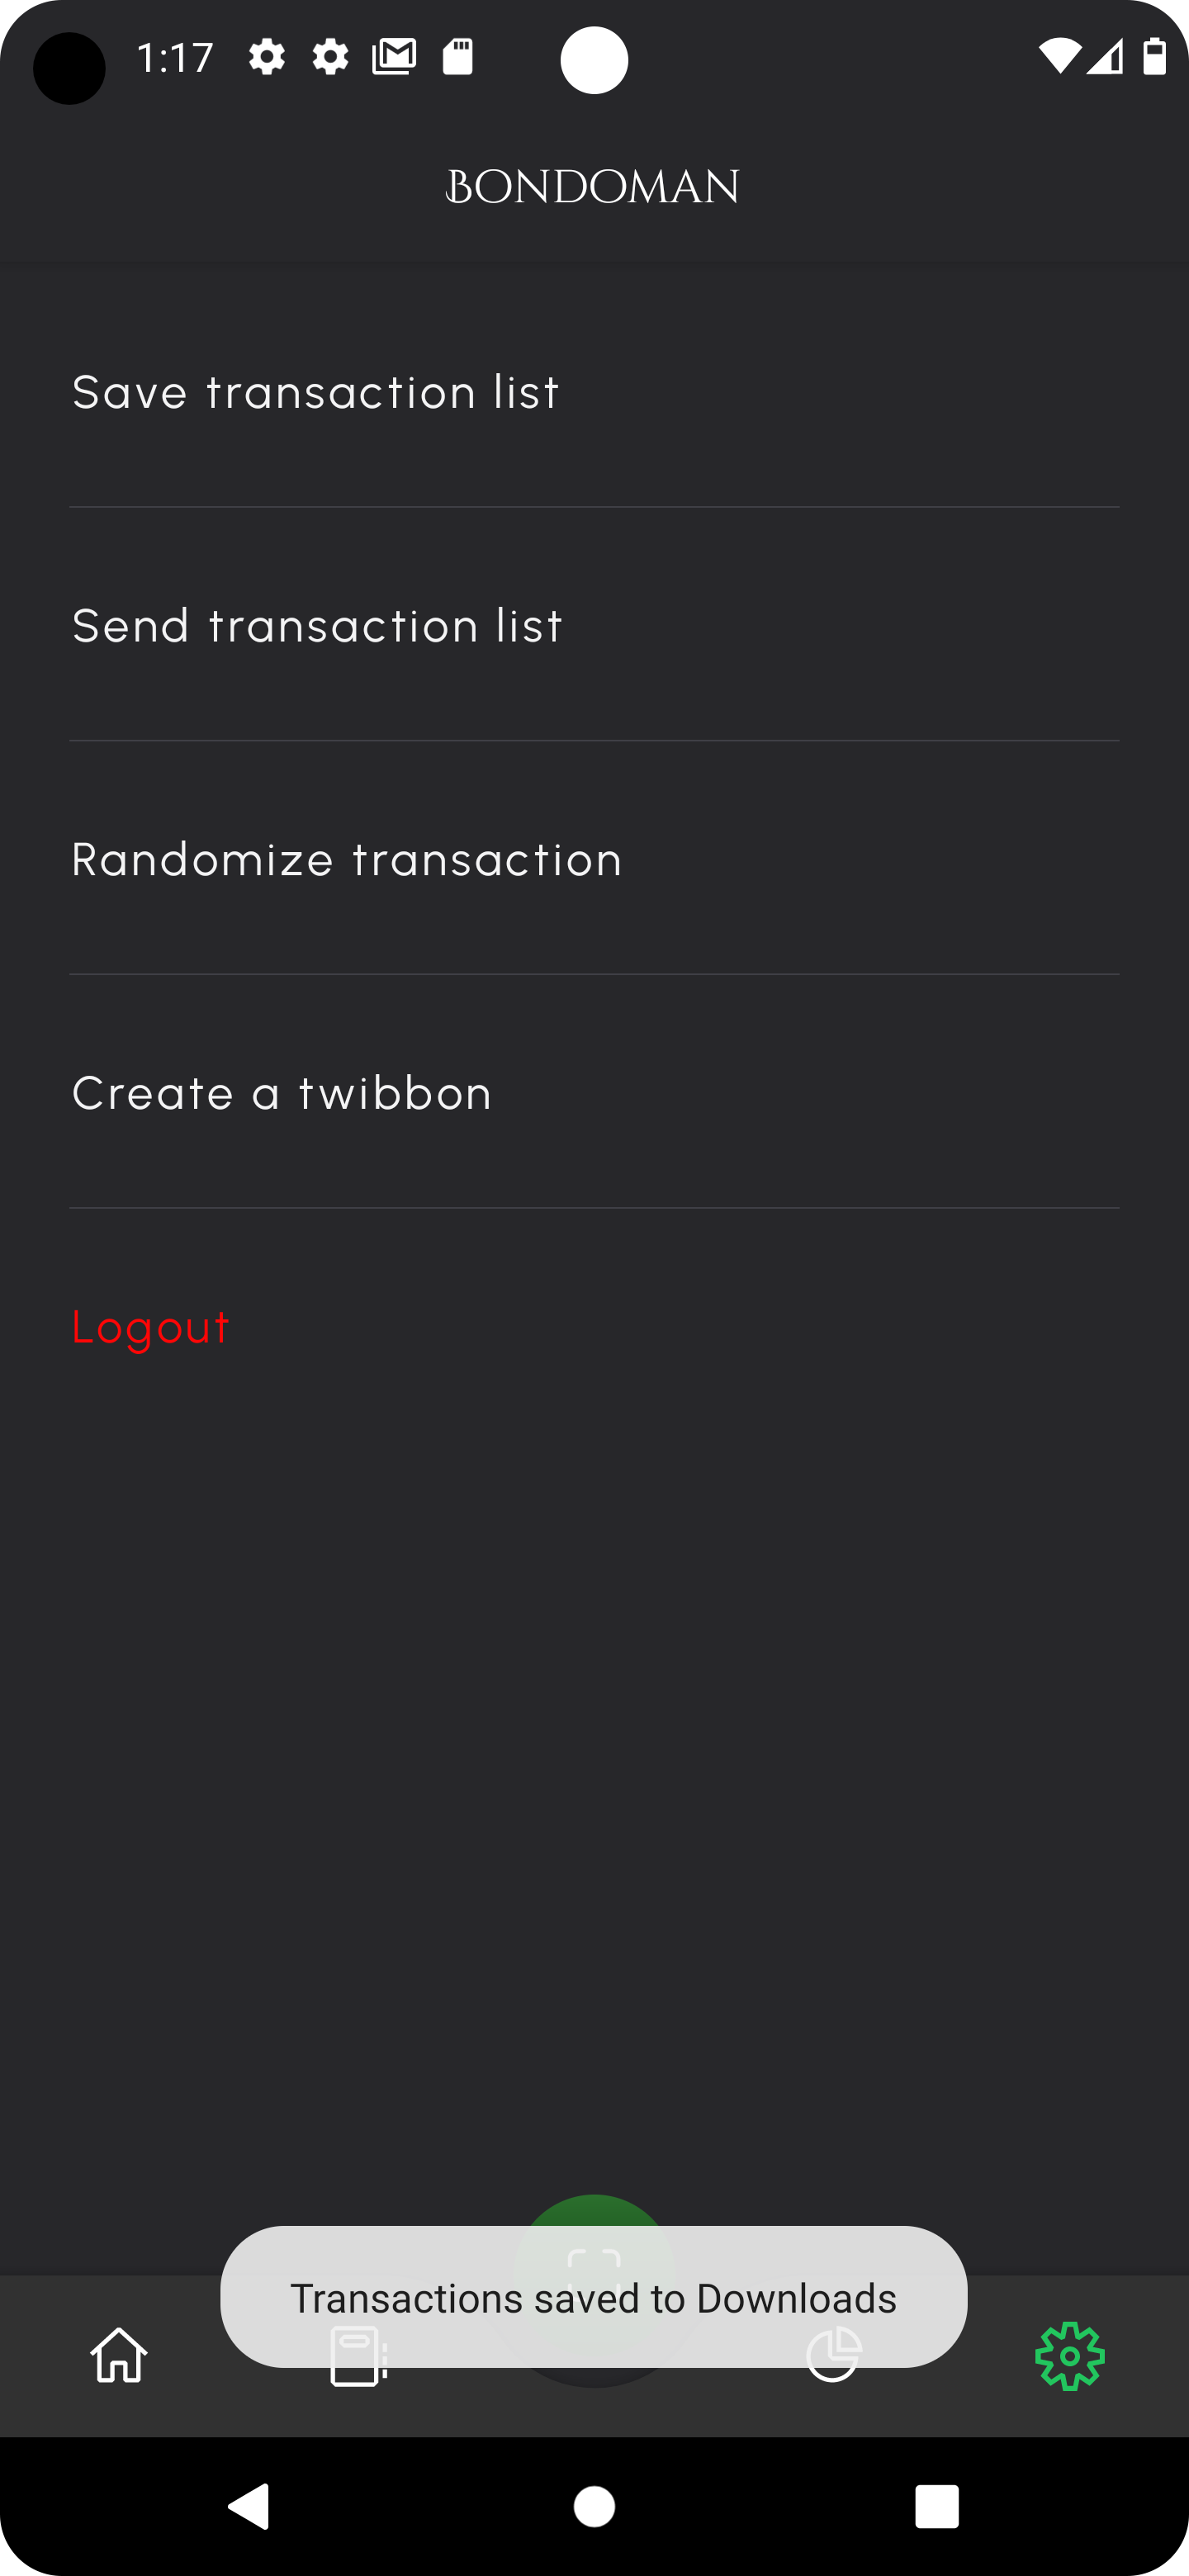 1:17
Bondoman
Save transaction list
Send transaction list
Randomize transaction
Create a twibbon
Logout
Transactions saved to Downloads